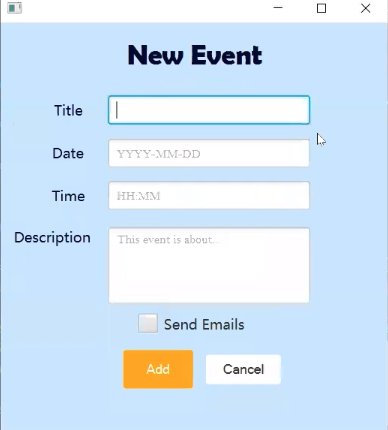 New Event
Title
Date YYYY-MM-DD
Time HH:MM
Description This event is about...
Send Emails
Add Cancel